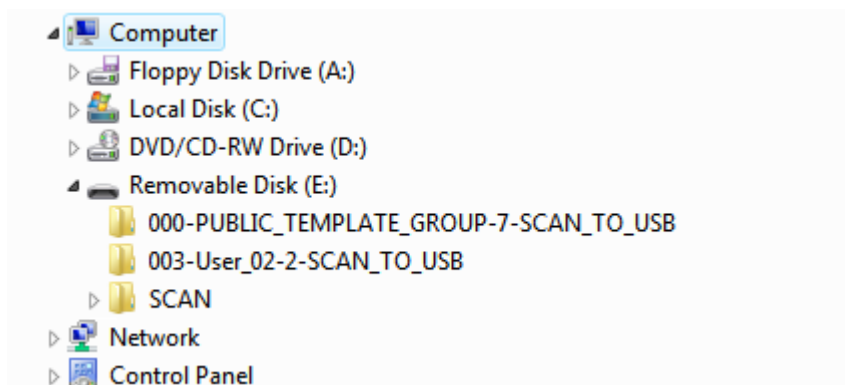 Computer
Floppy Disk Drive (A:)
Local Disk (C:)
DVD/CD-RW Drive (D:)
Removable Disk (E:)
000-PUBLIC_TEMPLATE_GROUP-7-SCAN_TO_USB
003-User_02-2-SCAN_TO_USB
SCAN
Network
Control Panel